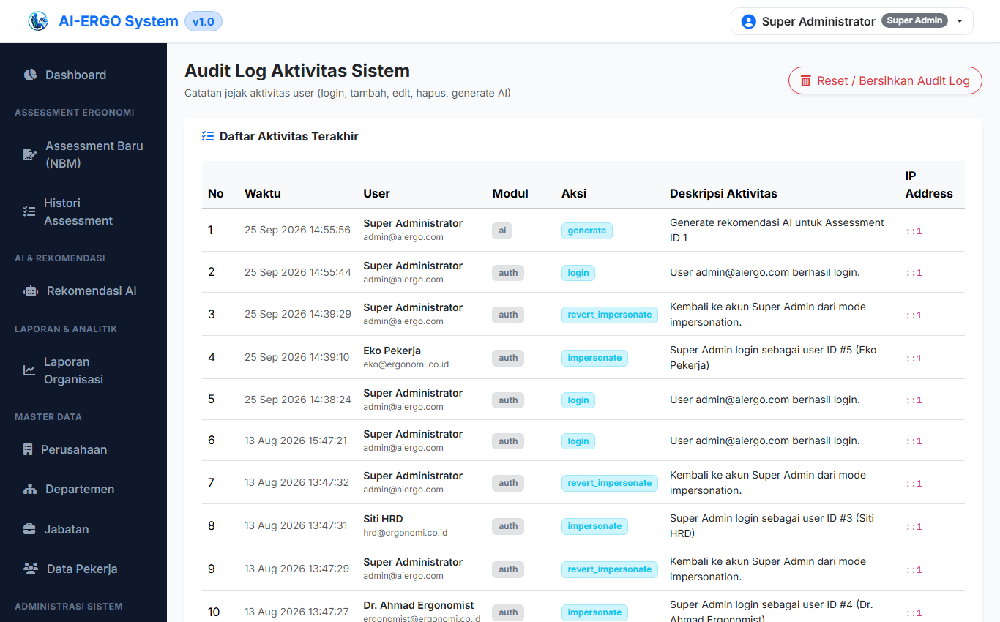 AI-ERGO System v1.0
Super Administrator Super Admin
Dashboard
ASSESSMENT ERGONOMI
Assessment Baru
(NBM)
Histori
Assessment
AI & REKOMENDASI
Rekomendasi AI
LAPORAN & ANALITIK
Laporan
Organisasi
MASTER DATA
Perusahaan
Departemen
Jabatan
Data Pekerja
ADMINISTRASI SISTEM
Audit Log Aktivitas Sistem
Catatan jejak aktivitas user (login, tambah, edit, hapus, generate AI)
Reset / Bersihkan Audit Log
Daftar Aktivitas Terakhir
No Waktu User Modul Aksi Deskripsi Aktivitas IP
Address
1 25 Sep 2026 14:55:56 Super Administrator ai generate Generate rekomendasi AI untuk Assessment ::1
admin@aiergo.com ID 1
2 25 Sep 2026 14:55:44 Super Administrator auth login User admin@aiergo.com berhasil login. ::1
admin@aiergo.com
3 25 Sep 2026 14:39:29 Super Administrator auth revert_impersonate Kembali ke akun Super Admin dari mode ::1
admin@aiergo.com impersonation.
4 25 Sep 2026 14:39:10 Eko Pekerja auth impersonate Super Admin login sebagai user ID #5 (Eko ::1
eko@ergonomi.co.id Pekerja)
5 25 Sep 2026 14:38:24 Super Administrator auth login User admin@aiergo.com berhasil login. ::1
admin@aiergo.com
6 13 Aug 2026 15:47:21 Super Administrator auth login User admin@aiergo.com berhasil login. ::1
admin@aiergo.com
7 13 Aug 2026 13:47:32 Super Administrator auth revert_impersonate Kembali ke akun Super Admin dari mode ::1
admin@aiergo.com impersonation.
8 13 Aug 2026 13:47:31 Siti HRD auth impersonate Super Admin login sebagai user ID #3 (Siti ::1
hrd@ergonomi.co.id HRD)
9 13 Aug 2026 13:47:29 Super Administrator auth revert_impersonate Kembali ke akun Super Admin dari mode ::1
admin@aiergo.com impersonation.
10 13 Aug 2026 13:47:27 Dr. Ahmad Ergonomist auth impersonate Super Admin login sebagai user ID #4 (Dr. ::1
ergonomist@ergonomi.co.id Ahmad Ergonomist)